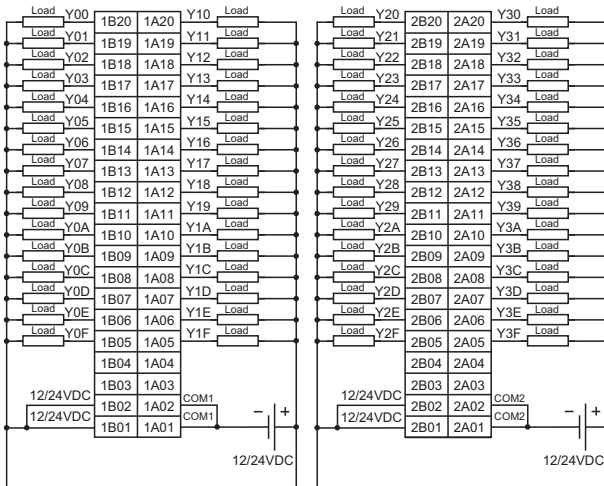 Load Y00 1B20 1A20 Y10 Load Load Y20 2B20 2A20 Y30 Load
Load Y01 1B19 1A19 Y11 Load Load Y21 2B19 2A19 Y31 Load
Load Y02 1B18 1A18 Y12 Load Load Y22 2B18 2A18 Y32 Load
Load Y03 1B17 1A17 Y13 Load Load Y23 2B17 2A17 Y33 Load
Load Y04 1B16 1A16 Y14 Load Load Y24 2B16 2A16 Y34 Load
Load Y05 1B15 1A15 Y15 Load Load Y25 2B15 2A15 Y35 Load
Load Y06 1B14 1A14 Y16 Load Load Y26 2B14 2A14 Y36 Load
Load Y07 1B13 1A13 Y17 Load Load Y27 2B13 2A13 Y37 Load
Load Y08 1B12 1A12 Y18 Load Load Y28 2B12 2A12 Y38 Load
Load Y09 1B11 1A11 Y19 Load Load Y29 2B11 2A11 Y39 Load
Load Y0A 1B10 1A10 Y1A Load Load Y2A 2B10 2A10 Y3A Load
Load Y0B 1B09 1A09 Y1B Load Load Y2B 2B09 2A09 Y3B Load
Load Y0C 1B08 1A08 Y1C Load Load Y2C 2B08 2A08 Y3C Load
Load Y0D 1B07 1A07 Y1D Load Load Y2D 2B07 2A07 Y3D Load
Load Y0E 1B06 1A06 Y1E Load Load Y2E 2B06 2A06 Y3E Load
Load Y0F 1B05 1A05 Y1F Load Load Y2F 2B05 2A05 Y3F Load
1B04 1A04 2B04 2A04
1B03 1A03 2B03 2A03
12/24VDC 1B02 1A02 COM1 − + 12/24VDC 2B02 2A02 COM2 − +
12/24VDC 1B01 1A01 COM1 12/24VDC 2B01 2A01 COM2
12/24VDC 12/24VDC